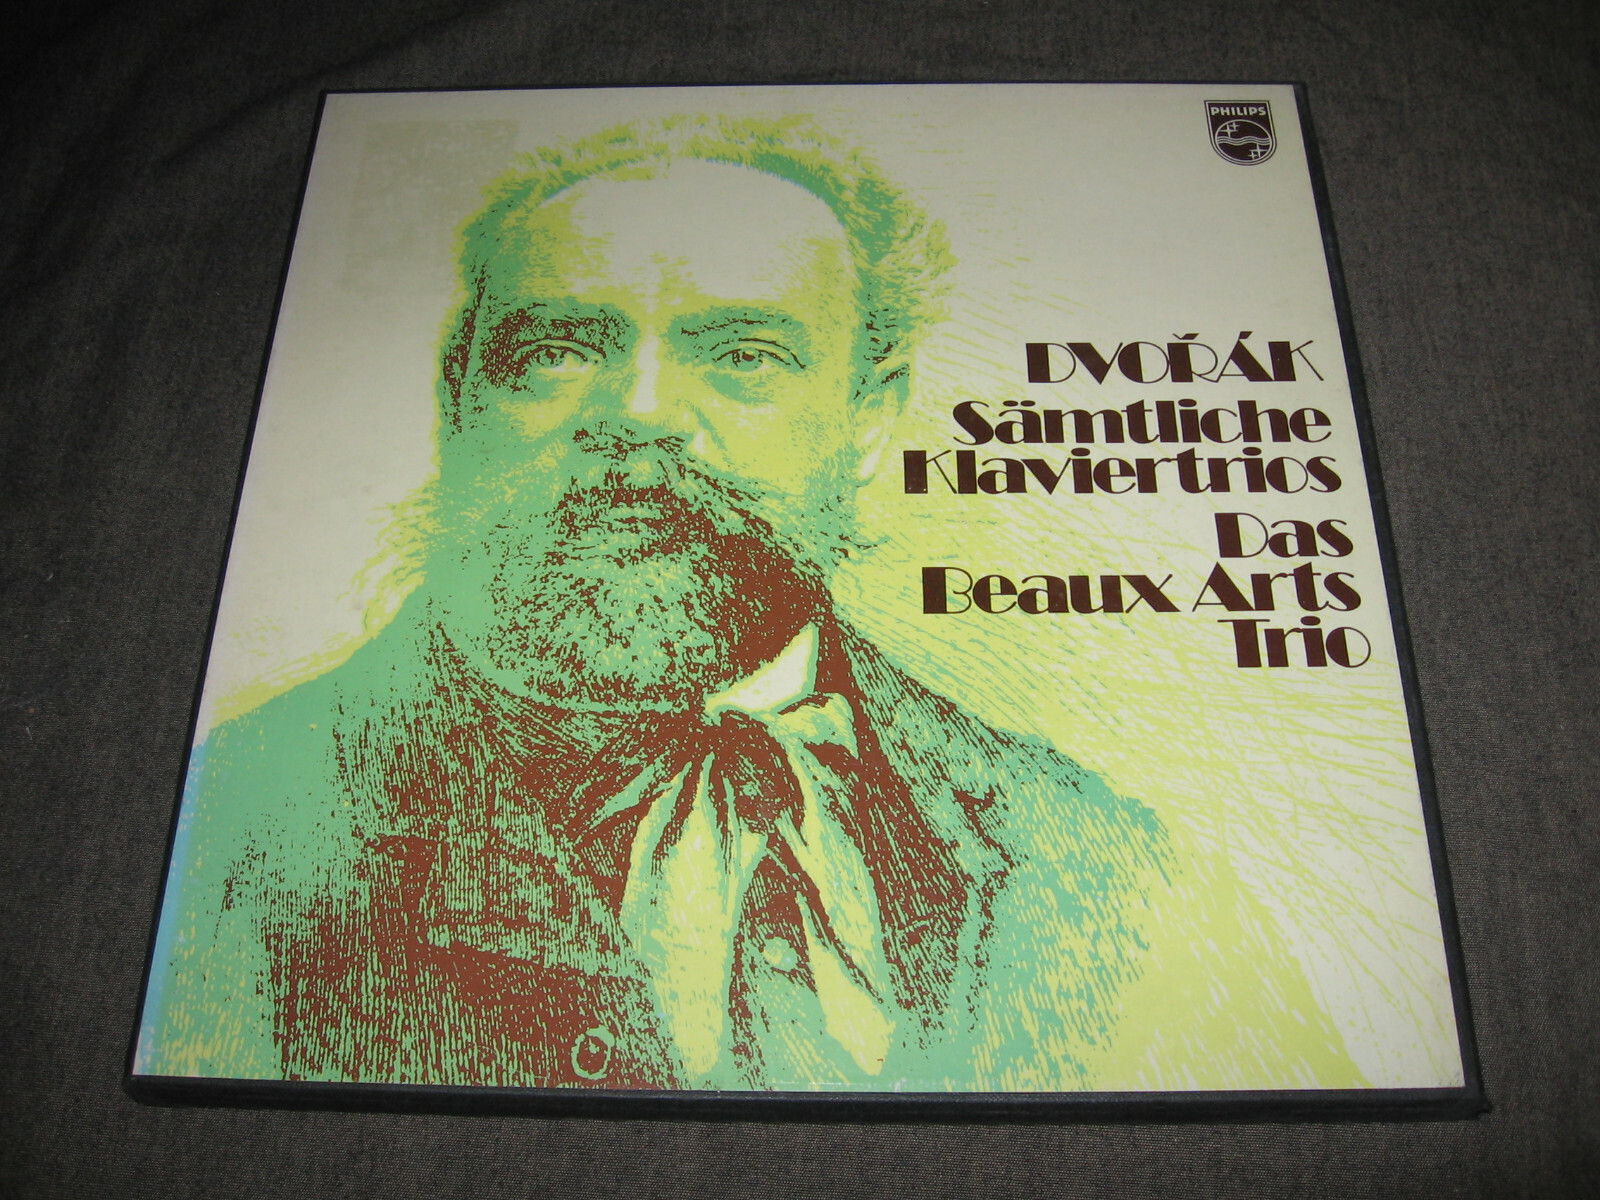 PHILIPS
DVOŘÁK
Sämtliche
Klaviertrios
Das
Beaux Arts
Trio